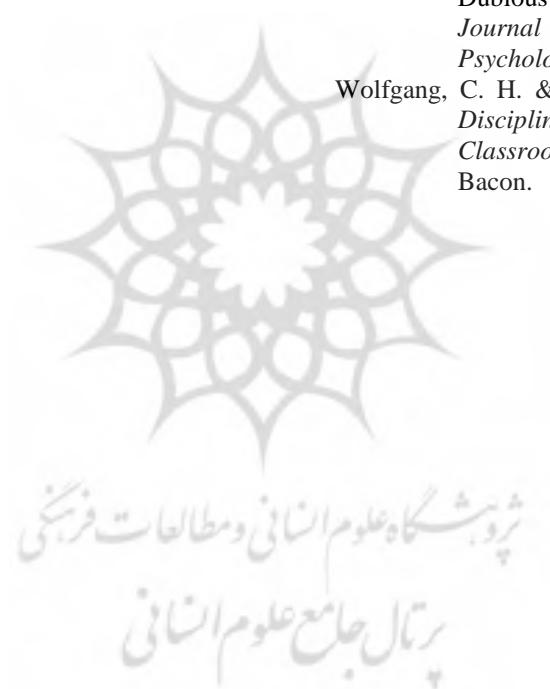 Dubious
Journal
Psycholo
Wolfgang, C. H. &
Disciplin
Classroo
Bacon.
پژوهشگاه علوم انسانی و مطالعات فرهنگی
پرتال جامع علوم انسانی